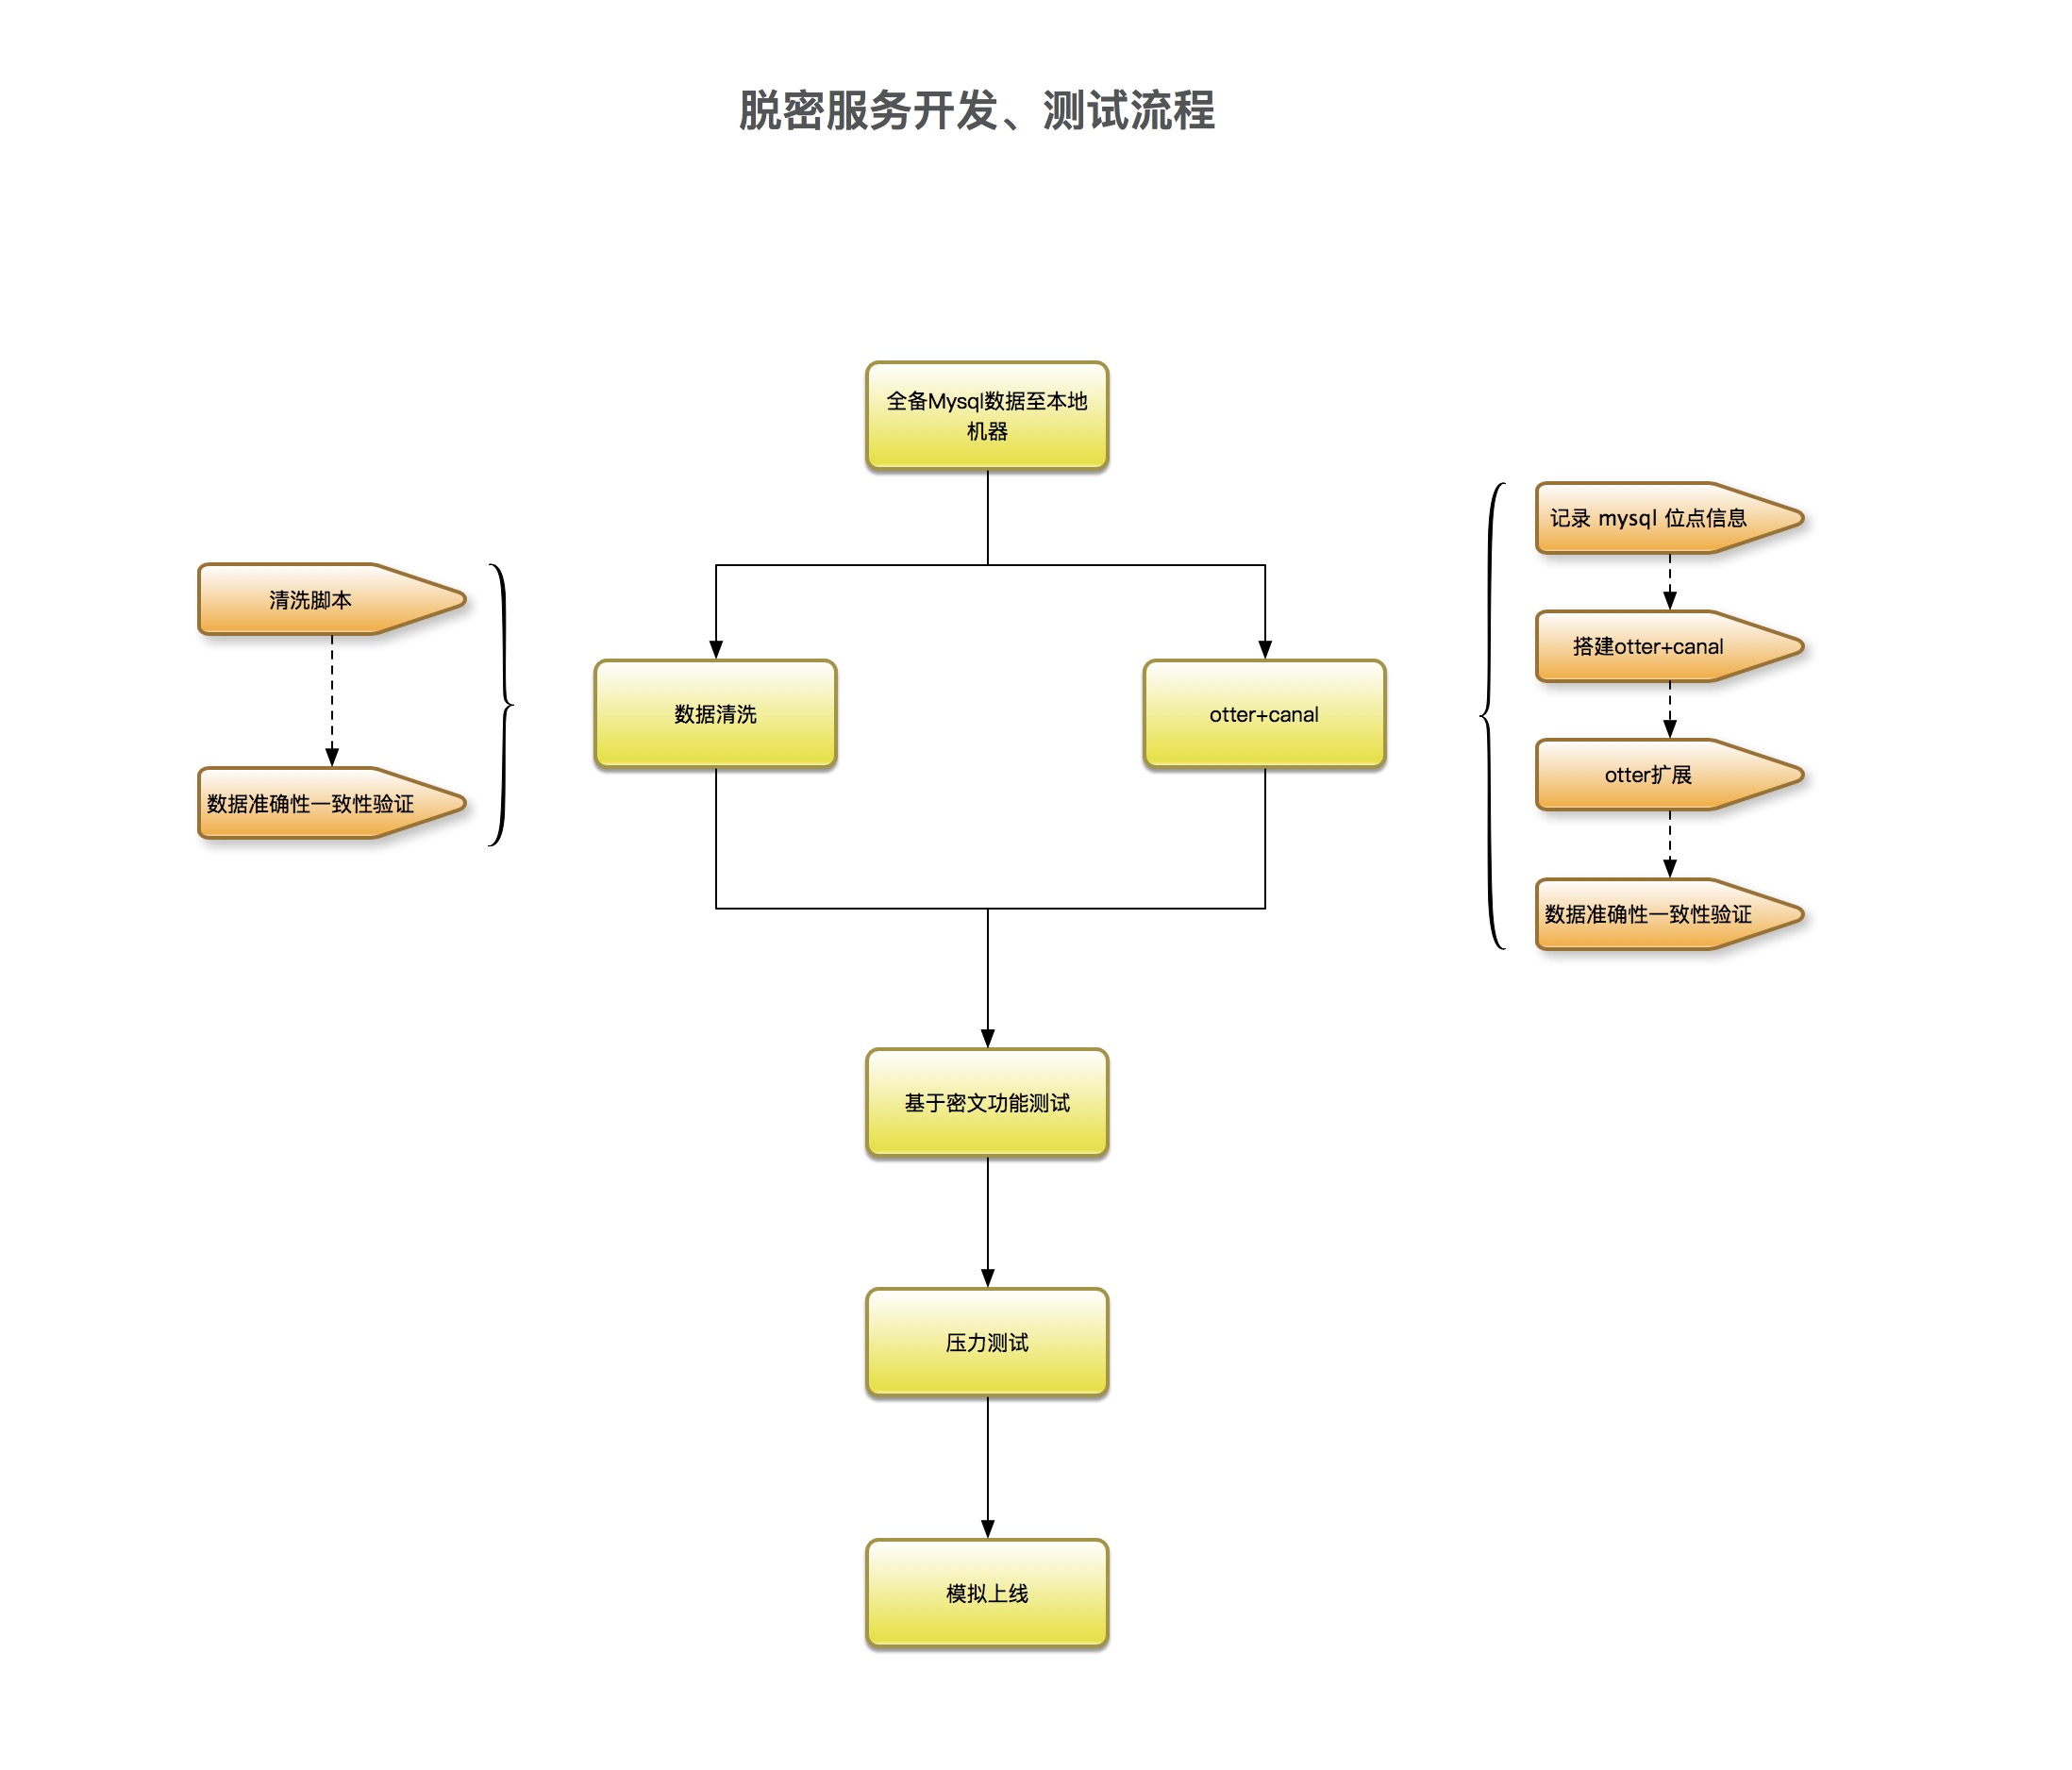 脱密服务开发、测试流程
全备Mysql数据至本地
机器
清洗脚本
数据准确性一致性验证
数据清洗
otter+canal
记录 mysql 位点信息
搭建otter+canal
otter扩展
数据准确性一致性验证
基于密文功能测试
压力测试
模拟上线